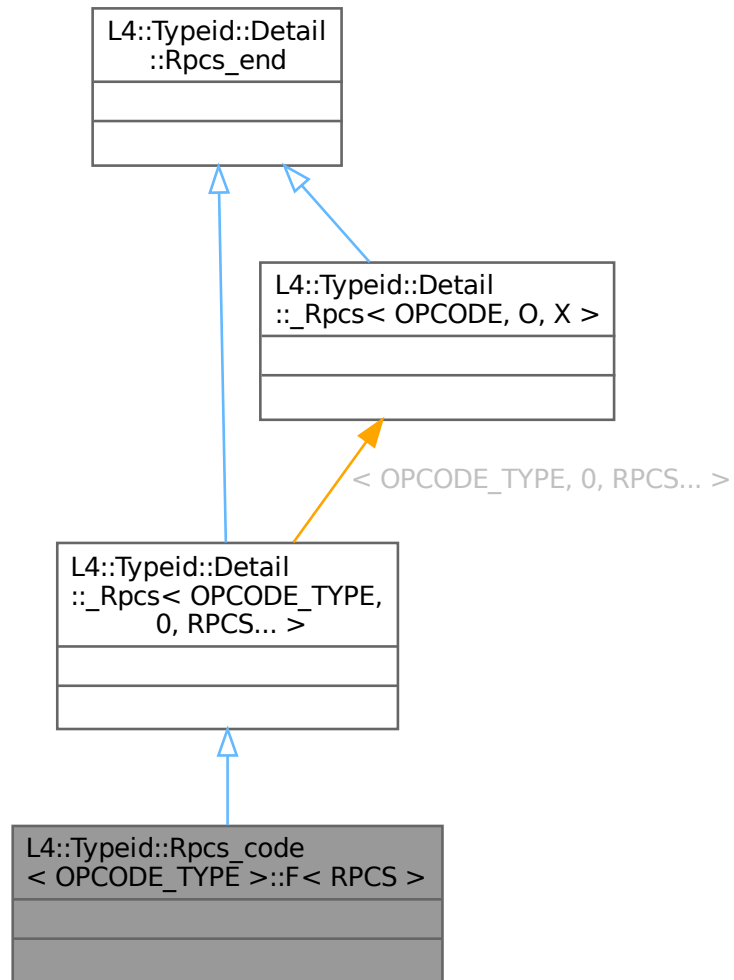 L4::Typeid::Detail
::Rpcs_end
L4::Typeid::Detail
::_Rpcs< OPCODE, O, X >
< OPCODE_TYPE, 0, RPCS... >
L4::Typeid::Detail
::_Rpcs< OPCODE_TYPE,
0, RPCS... >
L4::Typeid::Rpcs_code
< OPCODE_TYPE >::F< RPCS >